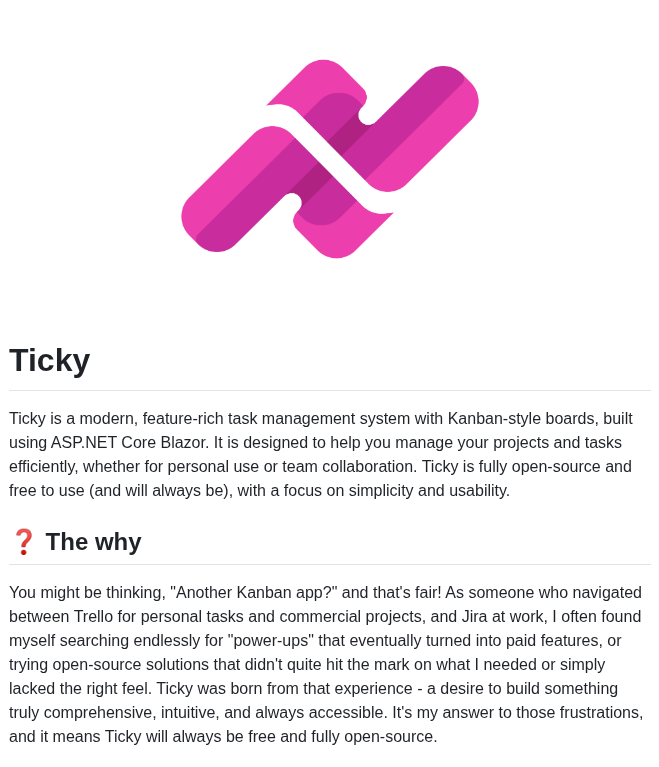 Ticky
Ticky is a modern, feature-rich task management system with Kanban-style boards, built
using ASP.NET Core Blazor. It is designed to help you manage your projects and tasks
efficiently, whether for personal use or team collaboration. Ticky is fully open-source and
free to use (and will always be), with a focus on simplicity and usability.
❓ The why
You might be thinking, "Another Kanban app?" and that's fair! As someone who navigated
between Trello for personal tasks and commercial projects, and Jira at work, I often found
myself searching endlessly for "power-ups" that eventually turned into paid features, or
trying open-source solutions that didn't quite hit the mark on what I needed or simply
lacked the right feel. Ticky was born from that experience - a desire to build something
truly comprehensive, intuitive, and always accessible. It's my answer to those frustrations,
and it means Ticky will always be free and fully open-source.